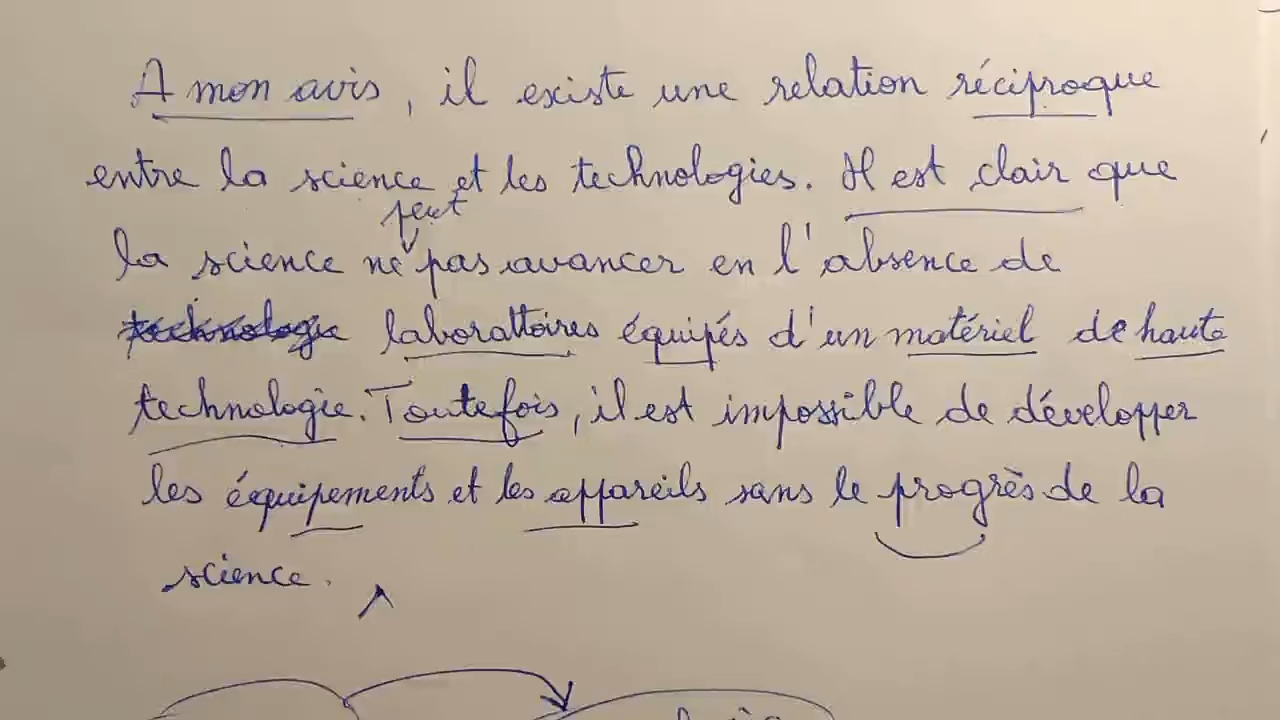 A mon avis, il existe une relation réciproque
entre la science et les technologies. Il est clair que
peut
la science ne pas avancer en l'absence de
technologie laborattoires équipés d'un matériel de haute
technologie. Toutefois, il est impossible de développer
les équipements et les appareils sans le progrès de la
science.